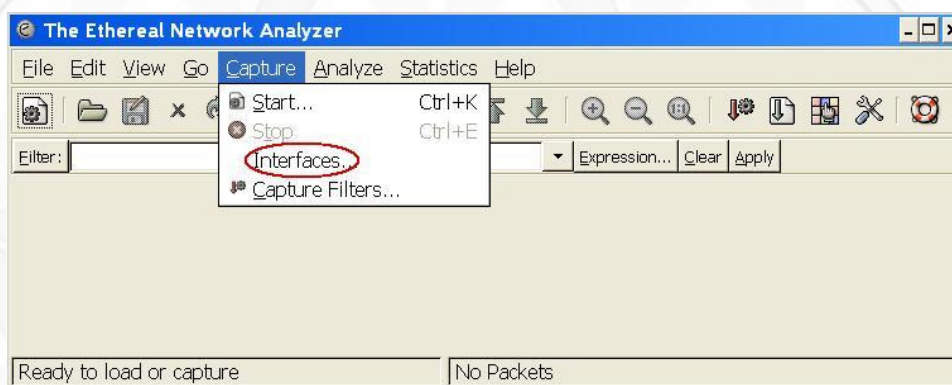 The Ethereal Network Analyzer
File Edit View Go Capture Analyze Statistics Help
Start... Ctrl+K
Stop Ctrl+E
Interfaces...
Capture Filters...
Filter: Expression... Clear Apply
Ready to load or capture No Packets